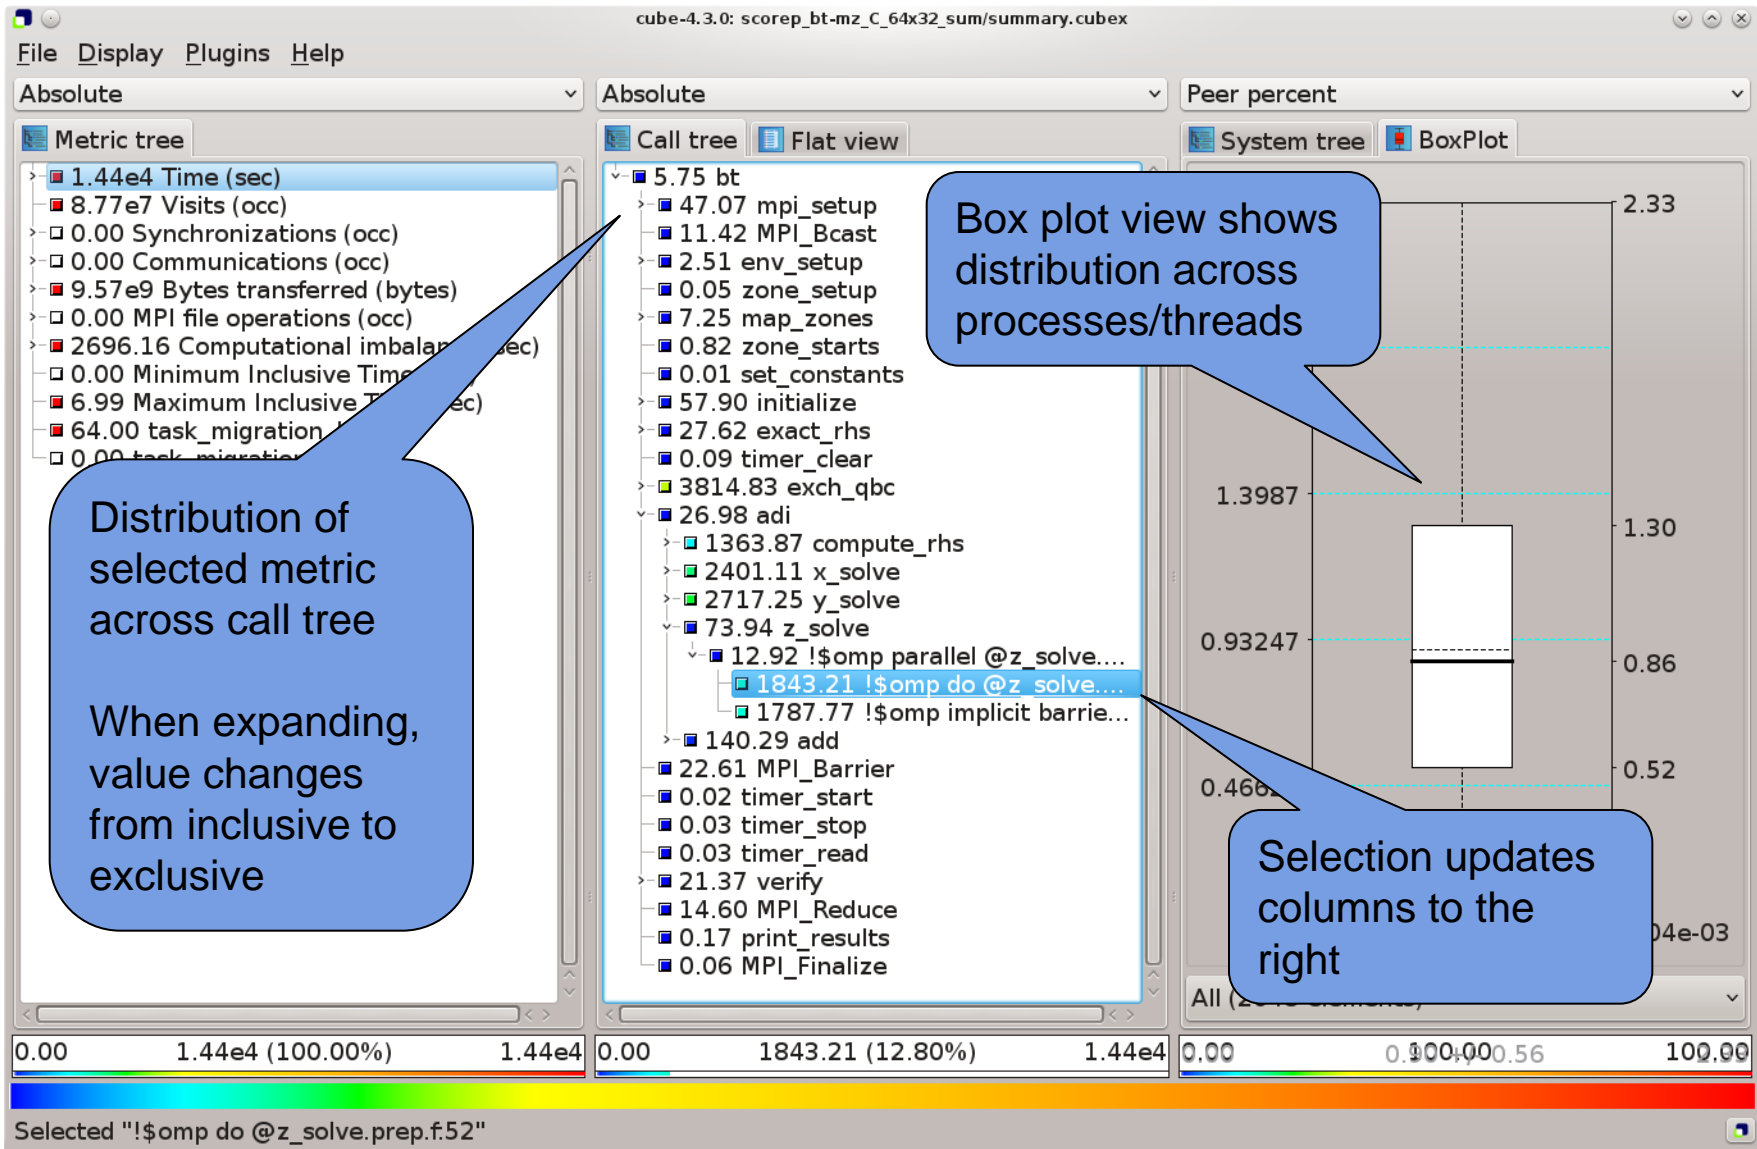 cube-4.3.0: scorep_bt-mz_C_64x32_sum/summary.cubex
File Display Plugins Help
Absolute
Metric tree
1.44e4 Time (sec)
8.77e7 Visits (occ)
0.00 Synchronizations (occ)
0.00 Communications (occ)
9.57e9 Bytes transferred (bytes)
0.00 MPI file operations (occ)
2696.16 Computational sec)
0.00 Minimum Inclusive
6.99 Maximum Inclusive ec)
64.00 task_migration
0.00 task_migration
Distribution of
selected metric
across call tree
When expanding,
value changes
from inclusive to
exclusive
0.00 1.44e4 (100.00%) 1.44e4
Absolute
Call tree Flat view
5.75 bt
47.07 mpi_setup
11.42 MPI_Bcast
2.51 env_setup
0.05 zone_setup
7.25 map_zones
0.82 zone_starts
0.01 set_constants
57.90 initialize
27.62 exact_rhs
0.09 timer_clear
3814.83 exch_qbc
26.98 adi
1363.87 compute_rhs
2401.11 x_solve
2717.25 y_solve
73.94 z_solve
12.92 !$omp parallel @z_solve....
1843.21 !$omp do @z_solve....
1787.77 !$omp implicit barrie...
140.29 add
22.61 MPI_Barrier
0.02 timer_start
0.03 timer_stop
0.03 timer_read
21.37 verify
14.60 MPI_Reduce
0.17 print_results
0.06 MPI_Finalize
0.00 1843.21 (12.80%) 1.44e4
Peer percent
System tree BoxPlot
Box plot view shows
distribution across
processes/threads
2.33
1.3987
1.30
0.93247
0.86
0.52
Selection updates
columns to the
right
04e-03
All
0.00 0.56
Selected "!$omp do @z_solve.prep.f:52"